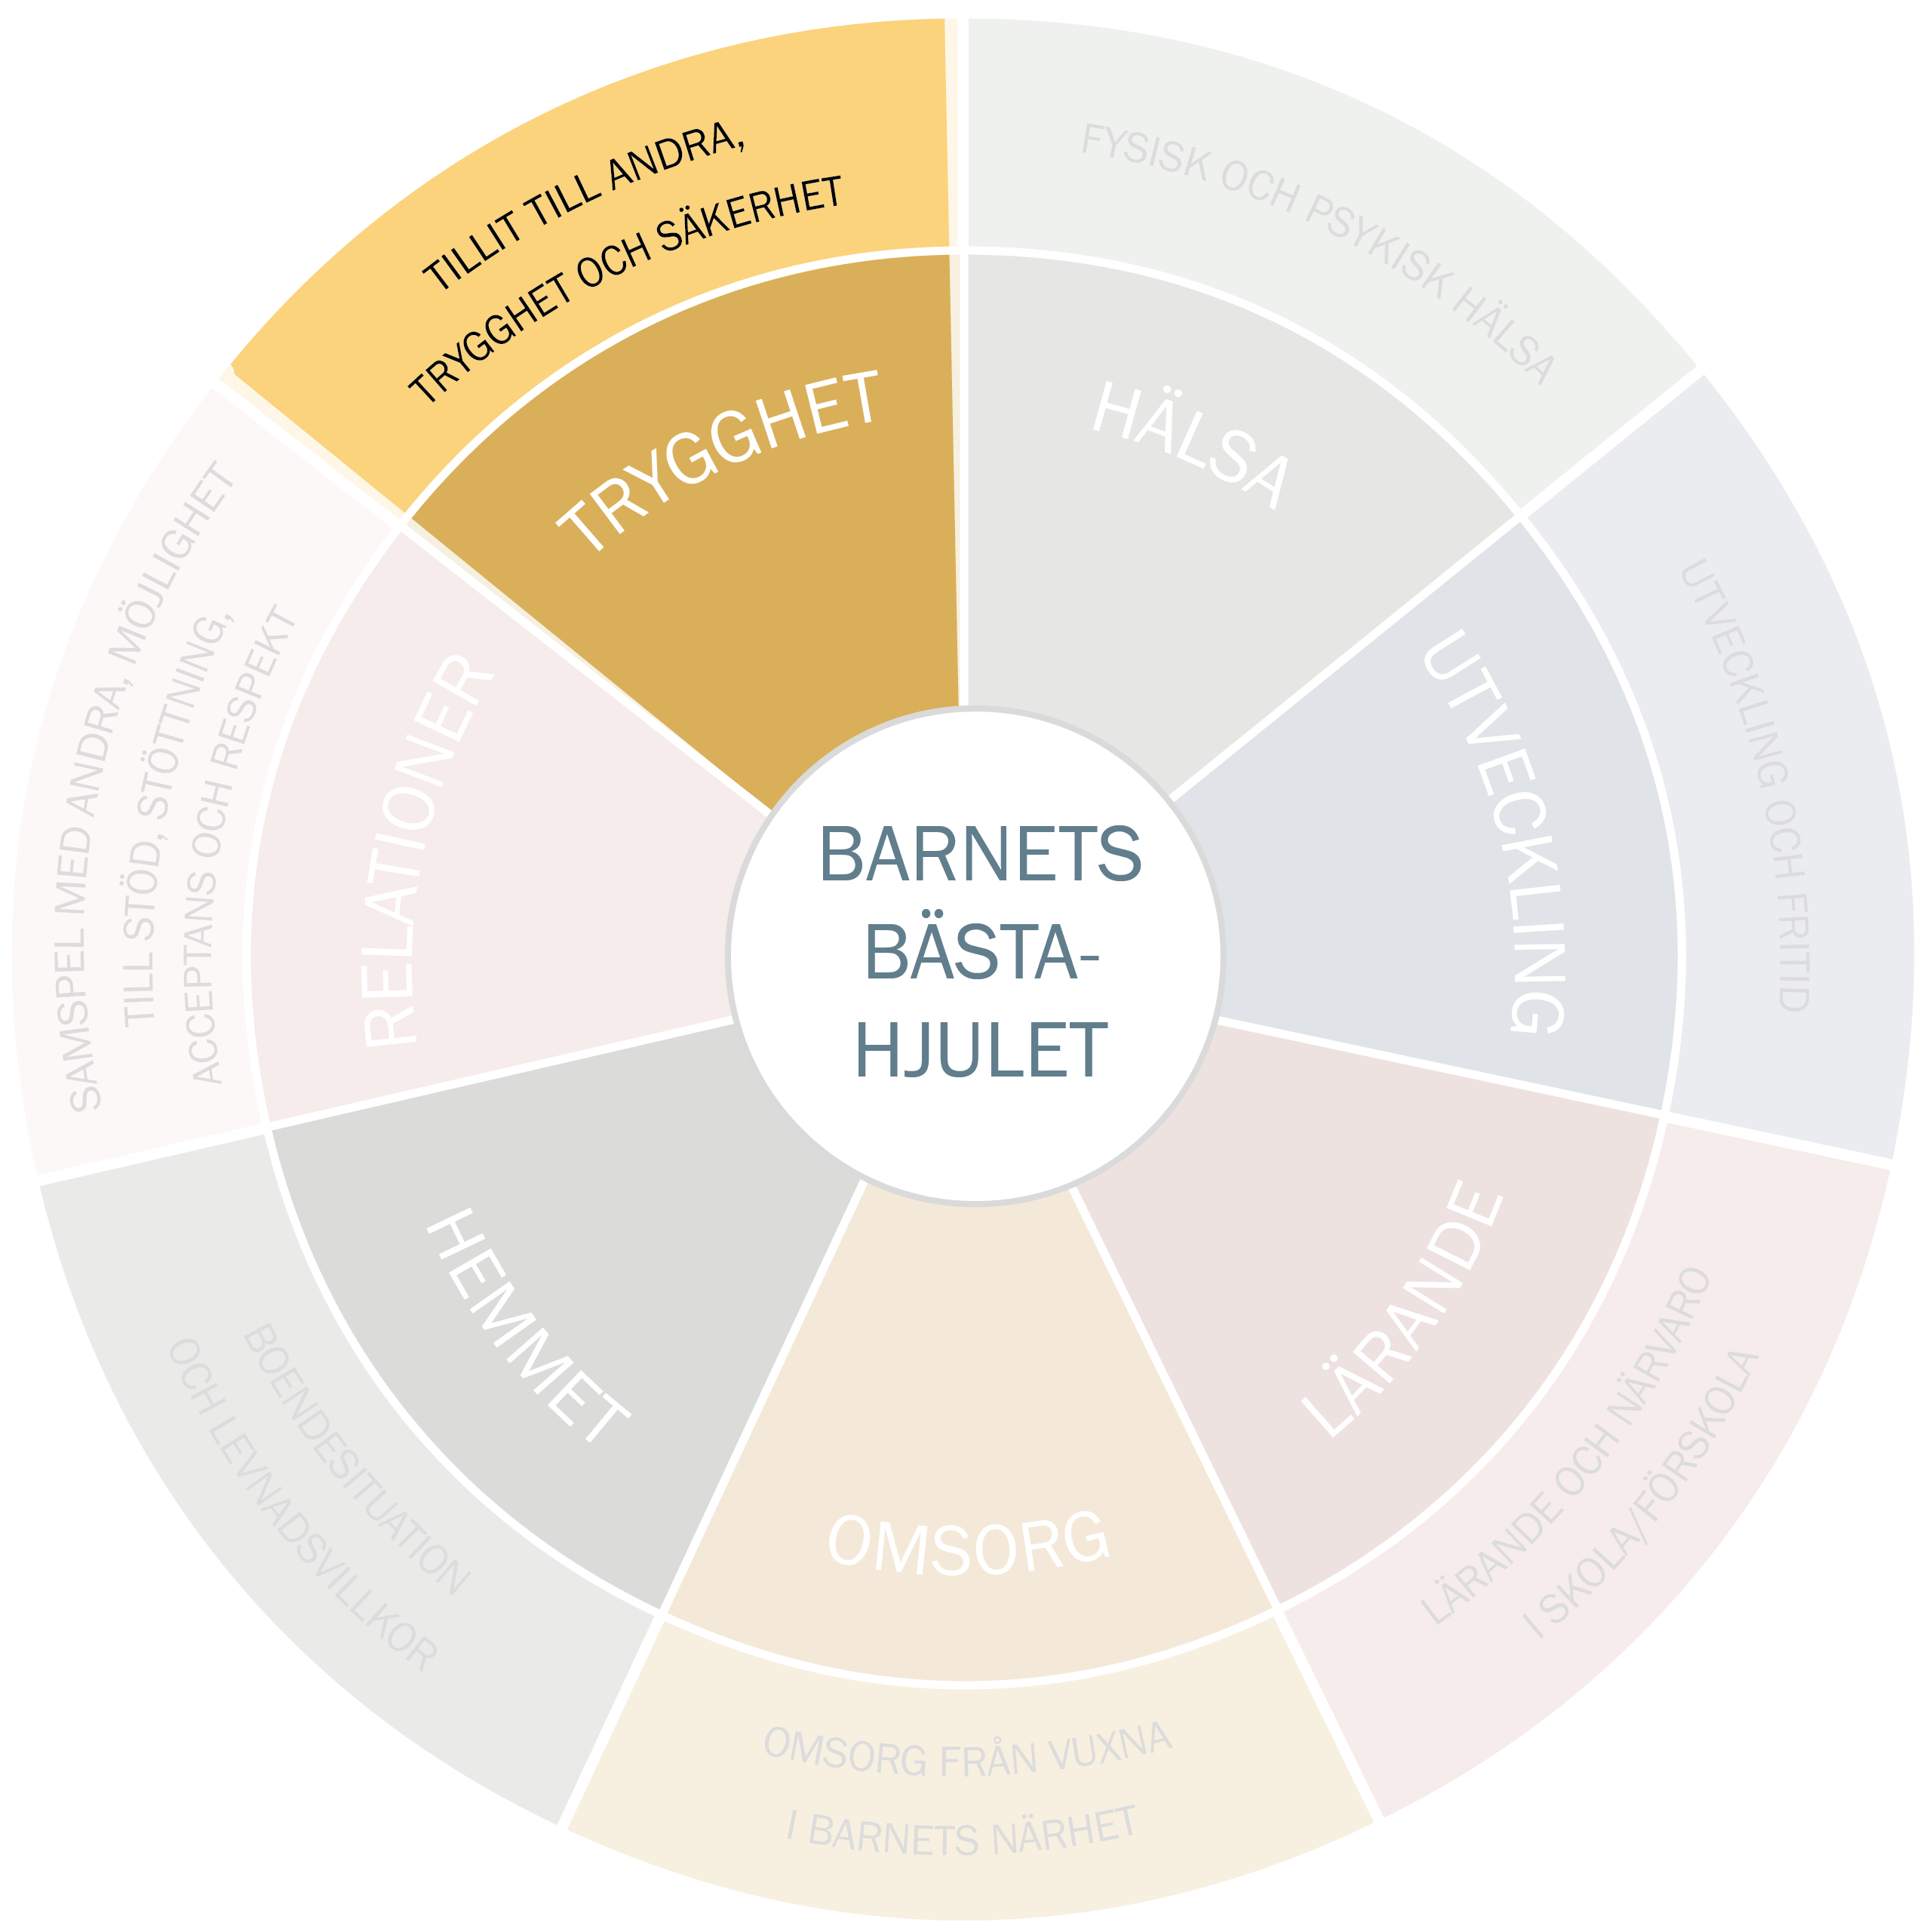 BARNETS
BÄSTA-
HJULET
TRYGGHET
TILLIT TILL ANDRA,
TRYGGHET OCH SÄKERHET
HÄLSA
FYSISK OCH PSYKISK HÄLSA
UTVECKLING
UTVECKLING OCH FRITID
LÄRANDE
LÄRANDE OCH NÄRVARO
I SKOLA/FÖRSKOLA
OMSORG
OMSORG FRÅN VUXNA
I BARNETS NÄRHET
HEMMET
BOENDESITUATION
OCH LEVNADSVILLKOR
RELATIONER
SAMSPEL MED ANDRA, MÖJLIGHET
TILL STÖD, STÖTTNING,
ACCEPTANS OCH RESPEKT